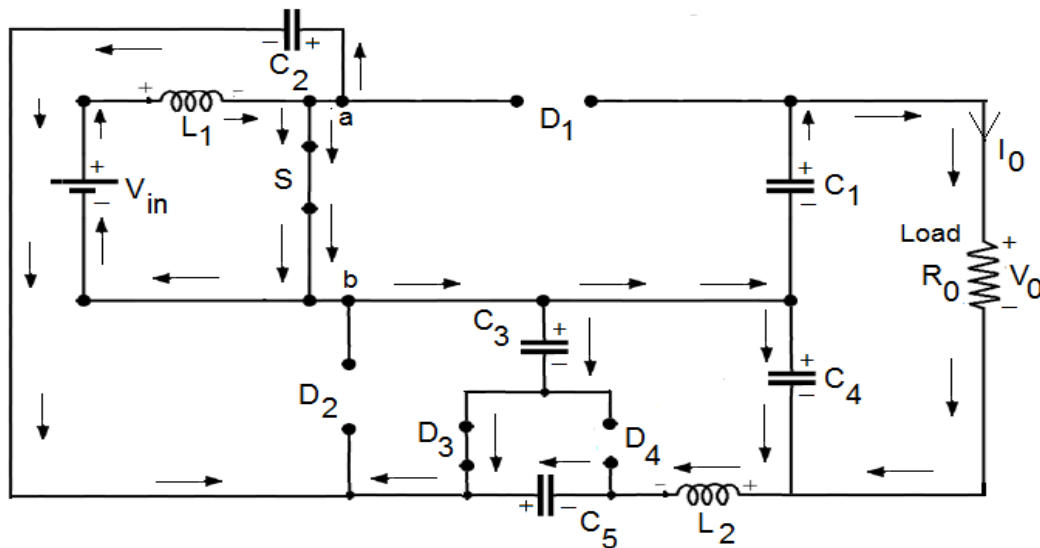 − +
C2
+ −
L1
a
D1
S
+
Vin
−
+
C1
−
I0
Load
+
R0 V0
−
b
C3
+
−
+
C4
−
D2
D3
D4
− +
+ −
C5
L2